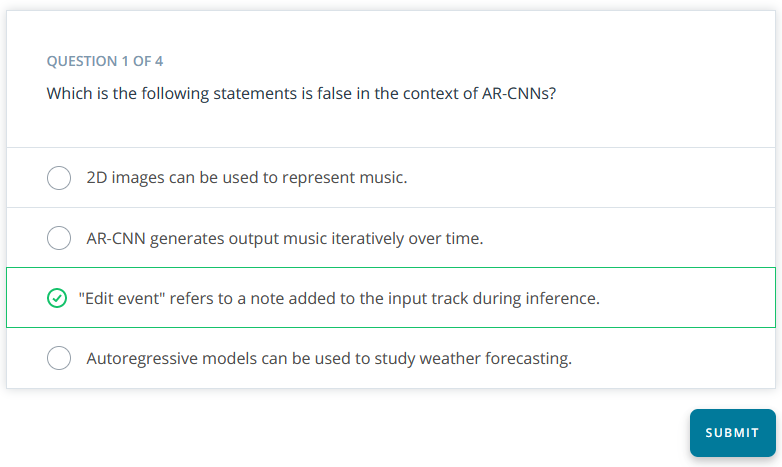 QUESTION 1 OF 4
Which is the following statements is false in the context of AR-CNNs?
2D images can be used to represent music.
AR-CNN generates output music iteratively over time.
"Edit event" refers to a note added to the input track during inference.
Autoregressive models can be used to study weather forecasting.
SUBMIT